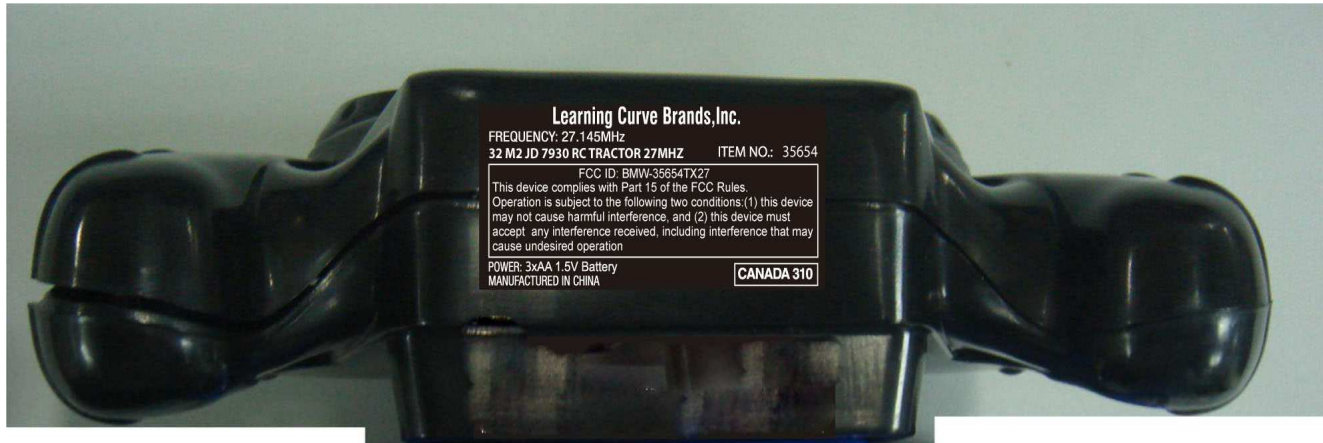 Learning Curve Brands,Inc.
FREQUENCY: 27.145MHz
32 M2 JD 7930 RC TRACTOR 27MHZ ITEM NO.: 35654
FCC ID: BMW-35654TX27
This device complies with Part 15 of the FCC Rules.
Operation is subject to the following two conditions:(1) this device
may not cause harmful interference, and (2) this device must
accept any interference received, including interference that may
cause undesired operation
POWER: 3xAA 1.5V Battery
MANUFACTURED IN CHINA
CANADA 310